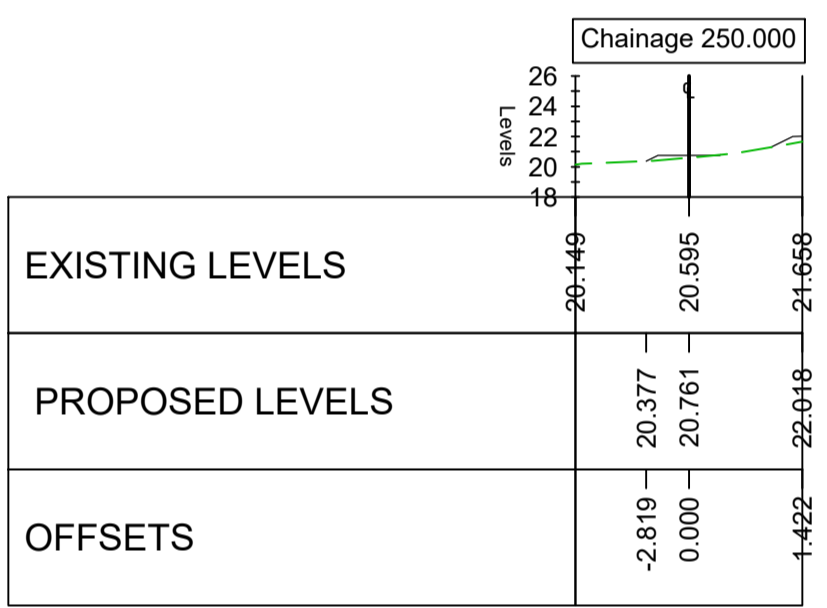 Chainage 250.000
26
24
22
20
18
Levels
CL
EXISTING LEVELS
20.149
20.595
21.658
PROPOSED LEVELS
20.377
20.761
22.018
OFFSETS
-2.819
0.000
1.422